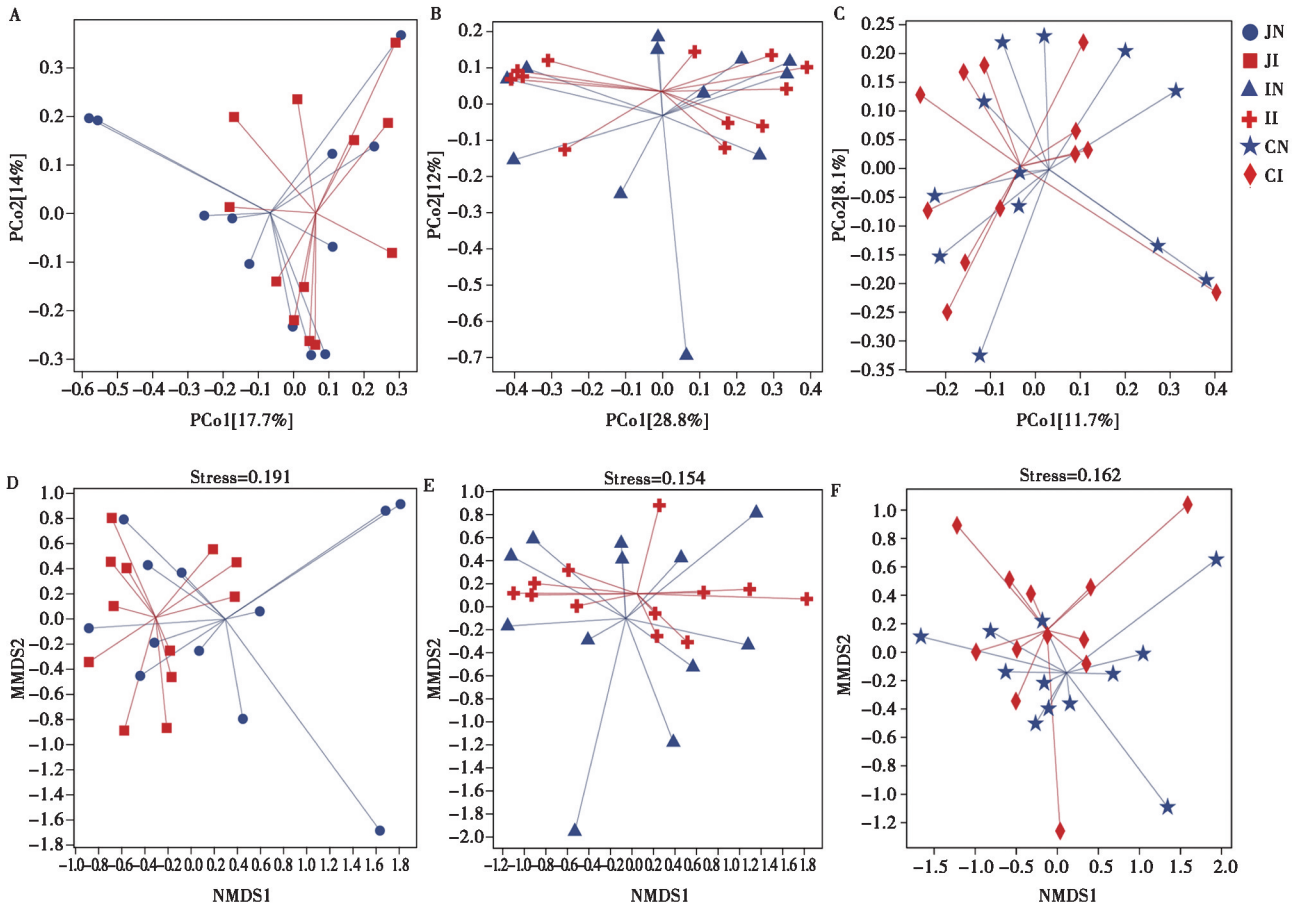 A
0.3
0.2
0.1
0.0
−0.1
−0.2
−0.3
PCo2[14%]
−0.6 −0.5 −0.4 −0.3 −0.2 −0.1 0.0 0.1 0.2 0.3
PCo1[17.7%]
B
0.2
0.1
0.0
−0.1
−0.2
−0.3
−0.4
−0.5
−0.6
−0.7
PCo2[12%]
−0.4 −0.3 −0.2 −0.1 0.0 0.1 0.2 0.3 0.4
PCo1[28.8%]
C
0.25
0.20
0.15
0.10
0.05
0.00
−0.05
−0.10
−0.15
−0.20
−0.25
−0.30
−0.35
PCo2[8.1%]
−0.2 −0.1 0.0 0.1 0.2 0.3 0.4
PCo1[11.7%]
JN
JI
IN
II
CN
CI
D
Stress=0.191
1.0
0.8
0.6
0.4
0.2
0.0
−0.2
−0.4
−0.6
−0.8
−1.0
−1.2
−1.4
−1.6
−1.8
MMDS2
−1.0 −0.8 −0.6 −0.4 −0.2 0.0 0.2 0.4 0.6 0.8 1.0 1.2 1.4 1.8
NMDS1
E
Stress=0.154
1.0
0.8
0.6
0.4
0.2
0.0
−0.2
−0.4
−0.6
−0.8
−1.0
−1.2
−1.4
−1.6
−1.8
−2.0
MMDS2
−1.2 −1.0 −0.8 −0.6 −0.4 −0.2 0.0 0.2 0.4 0.6 0.8 1.0 1.2 1.4 1.6 1.8
NMDS1
F
Stress=0.162
1.0
0.8
0.6
0.4
0.2
0.0
−0.2
−0.4
−0.6
−0.8
−1.0
−1.2
MMDS2
−1.5 −1.0 −0.5 0.0 0.5 1.0 1.5 2.0
NMDS1